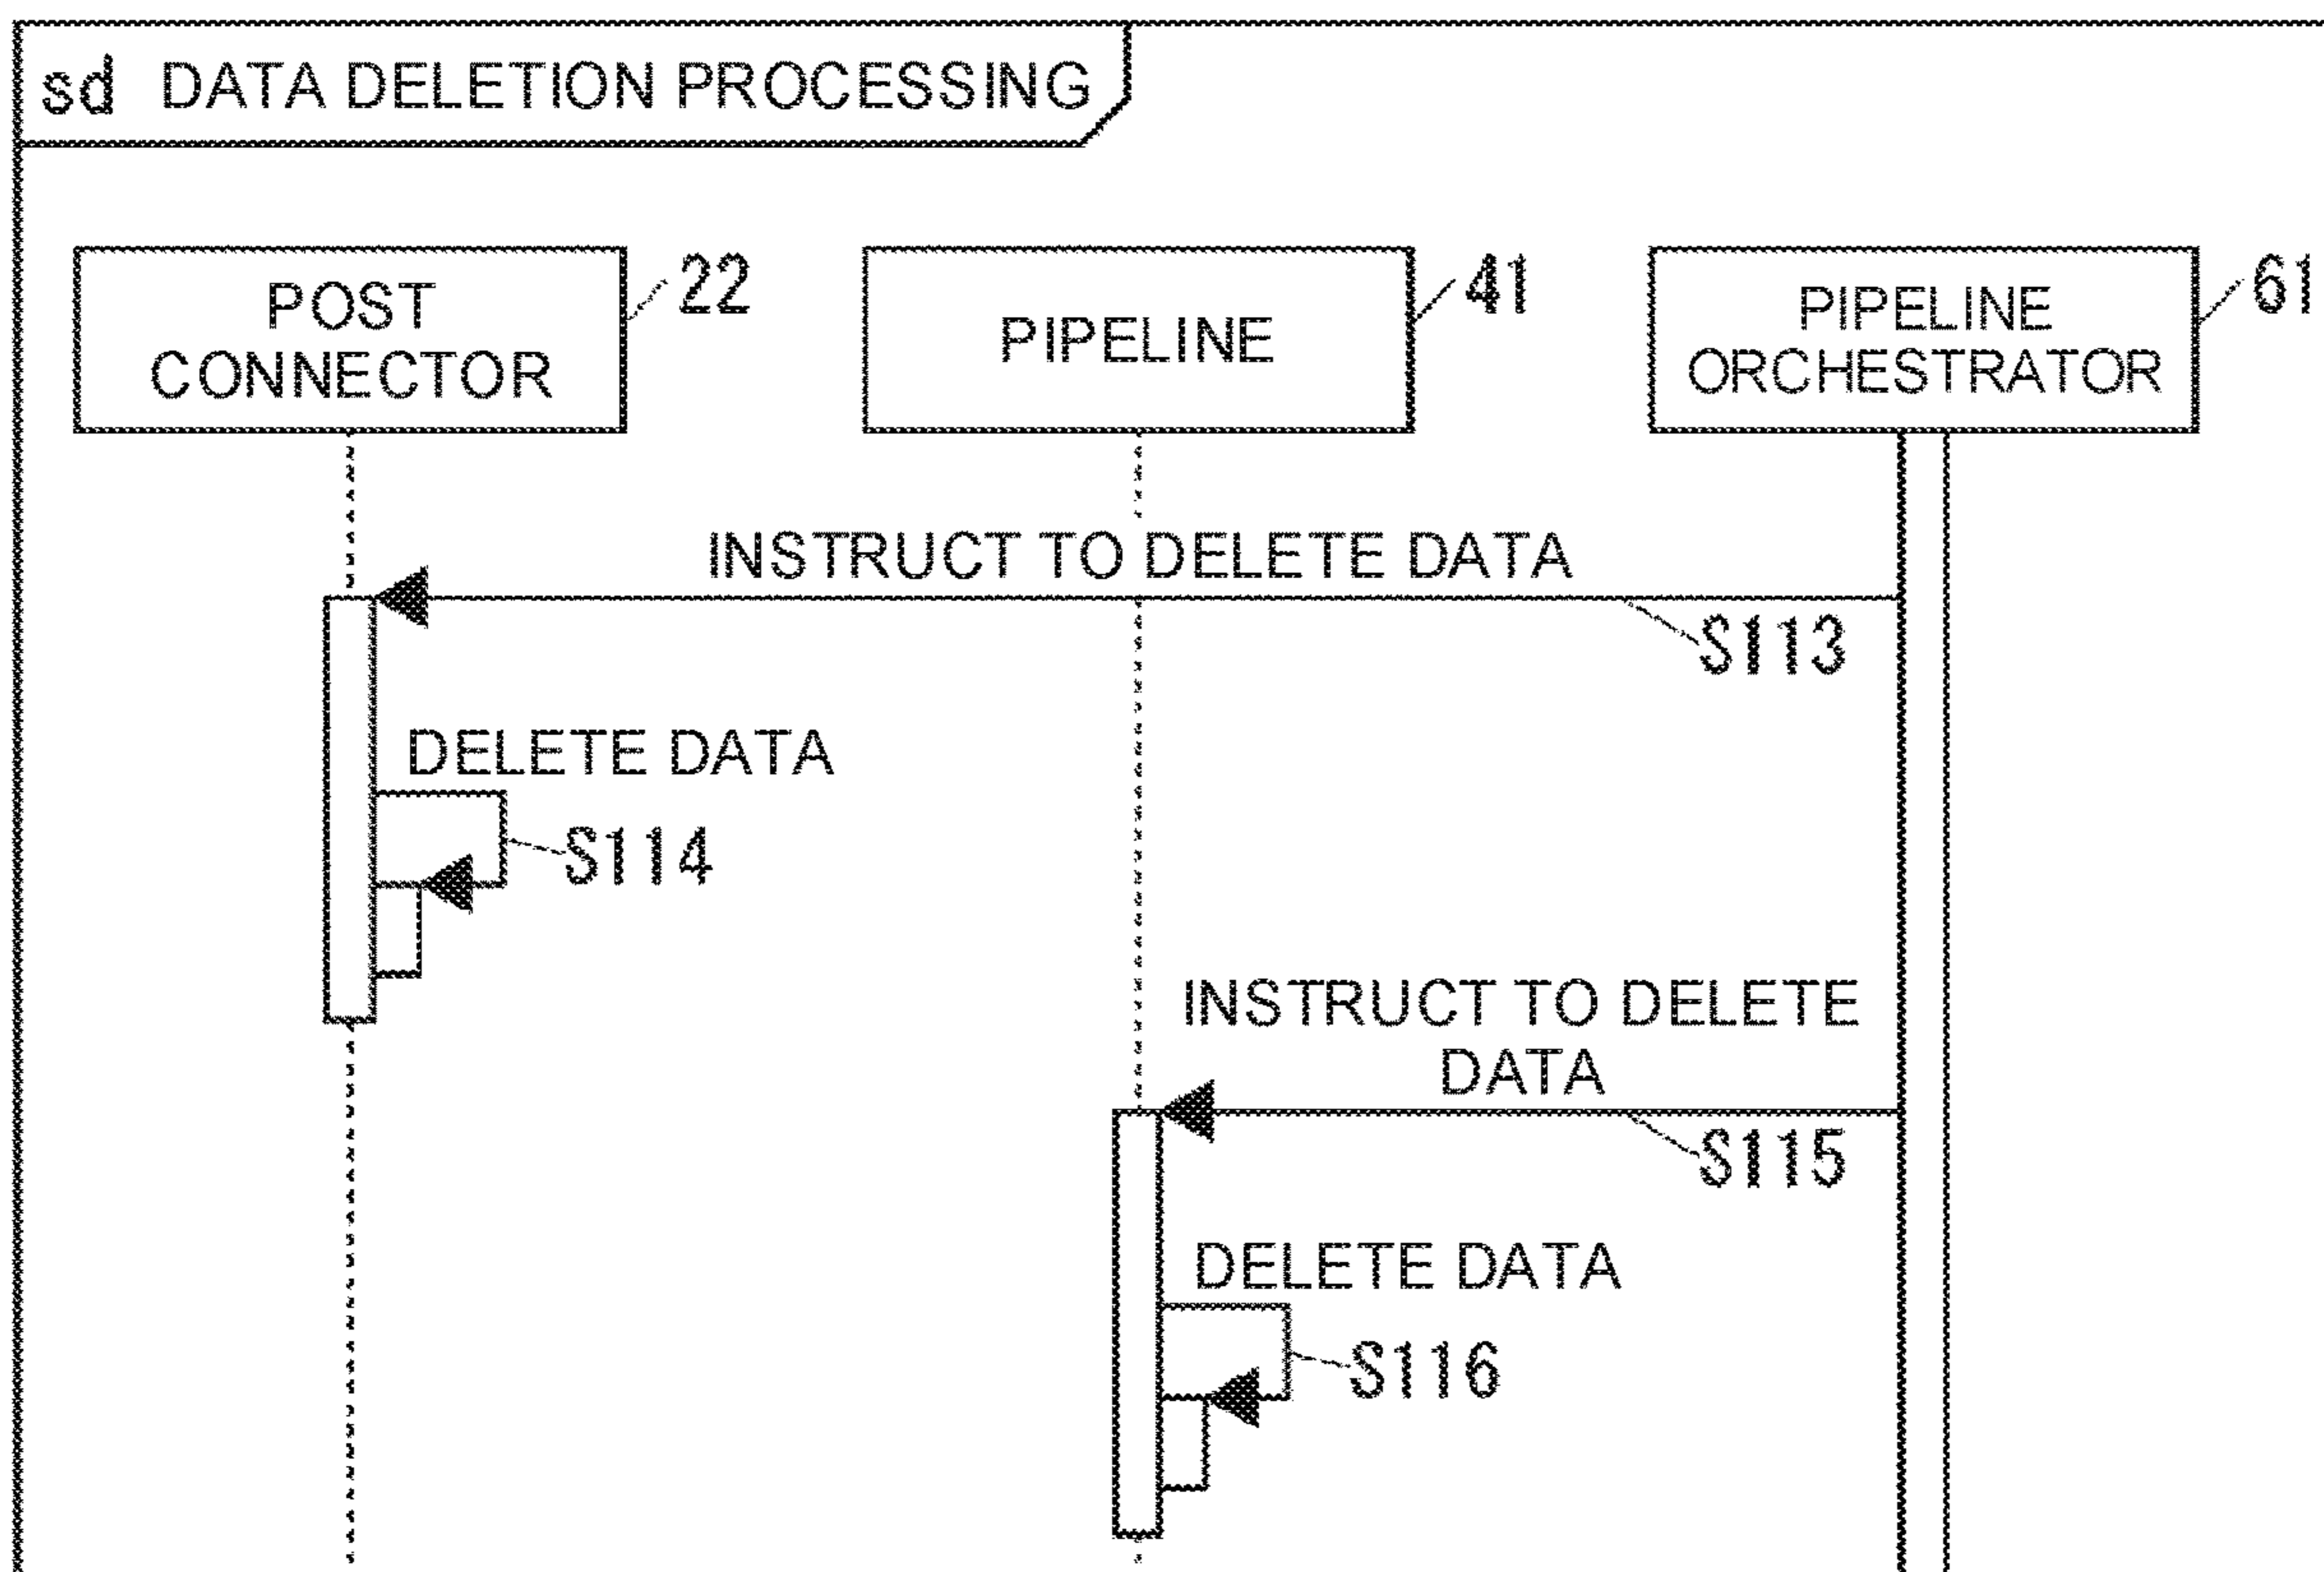 sd DATA DELETION PROCESSING
POST
CONNECTOR
22
PIPELINE
41
PIPELINE
ORCHESTRATOR
61
INSTRUCT TO DELETE DATA
S113
DELETE DATA
S114
INSTRUCT TO DELETE
DATA
S115
DELETE DATA
S116